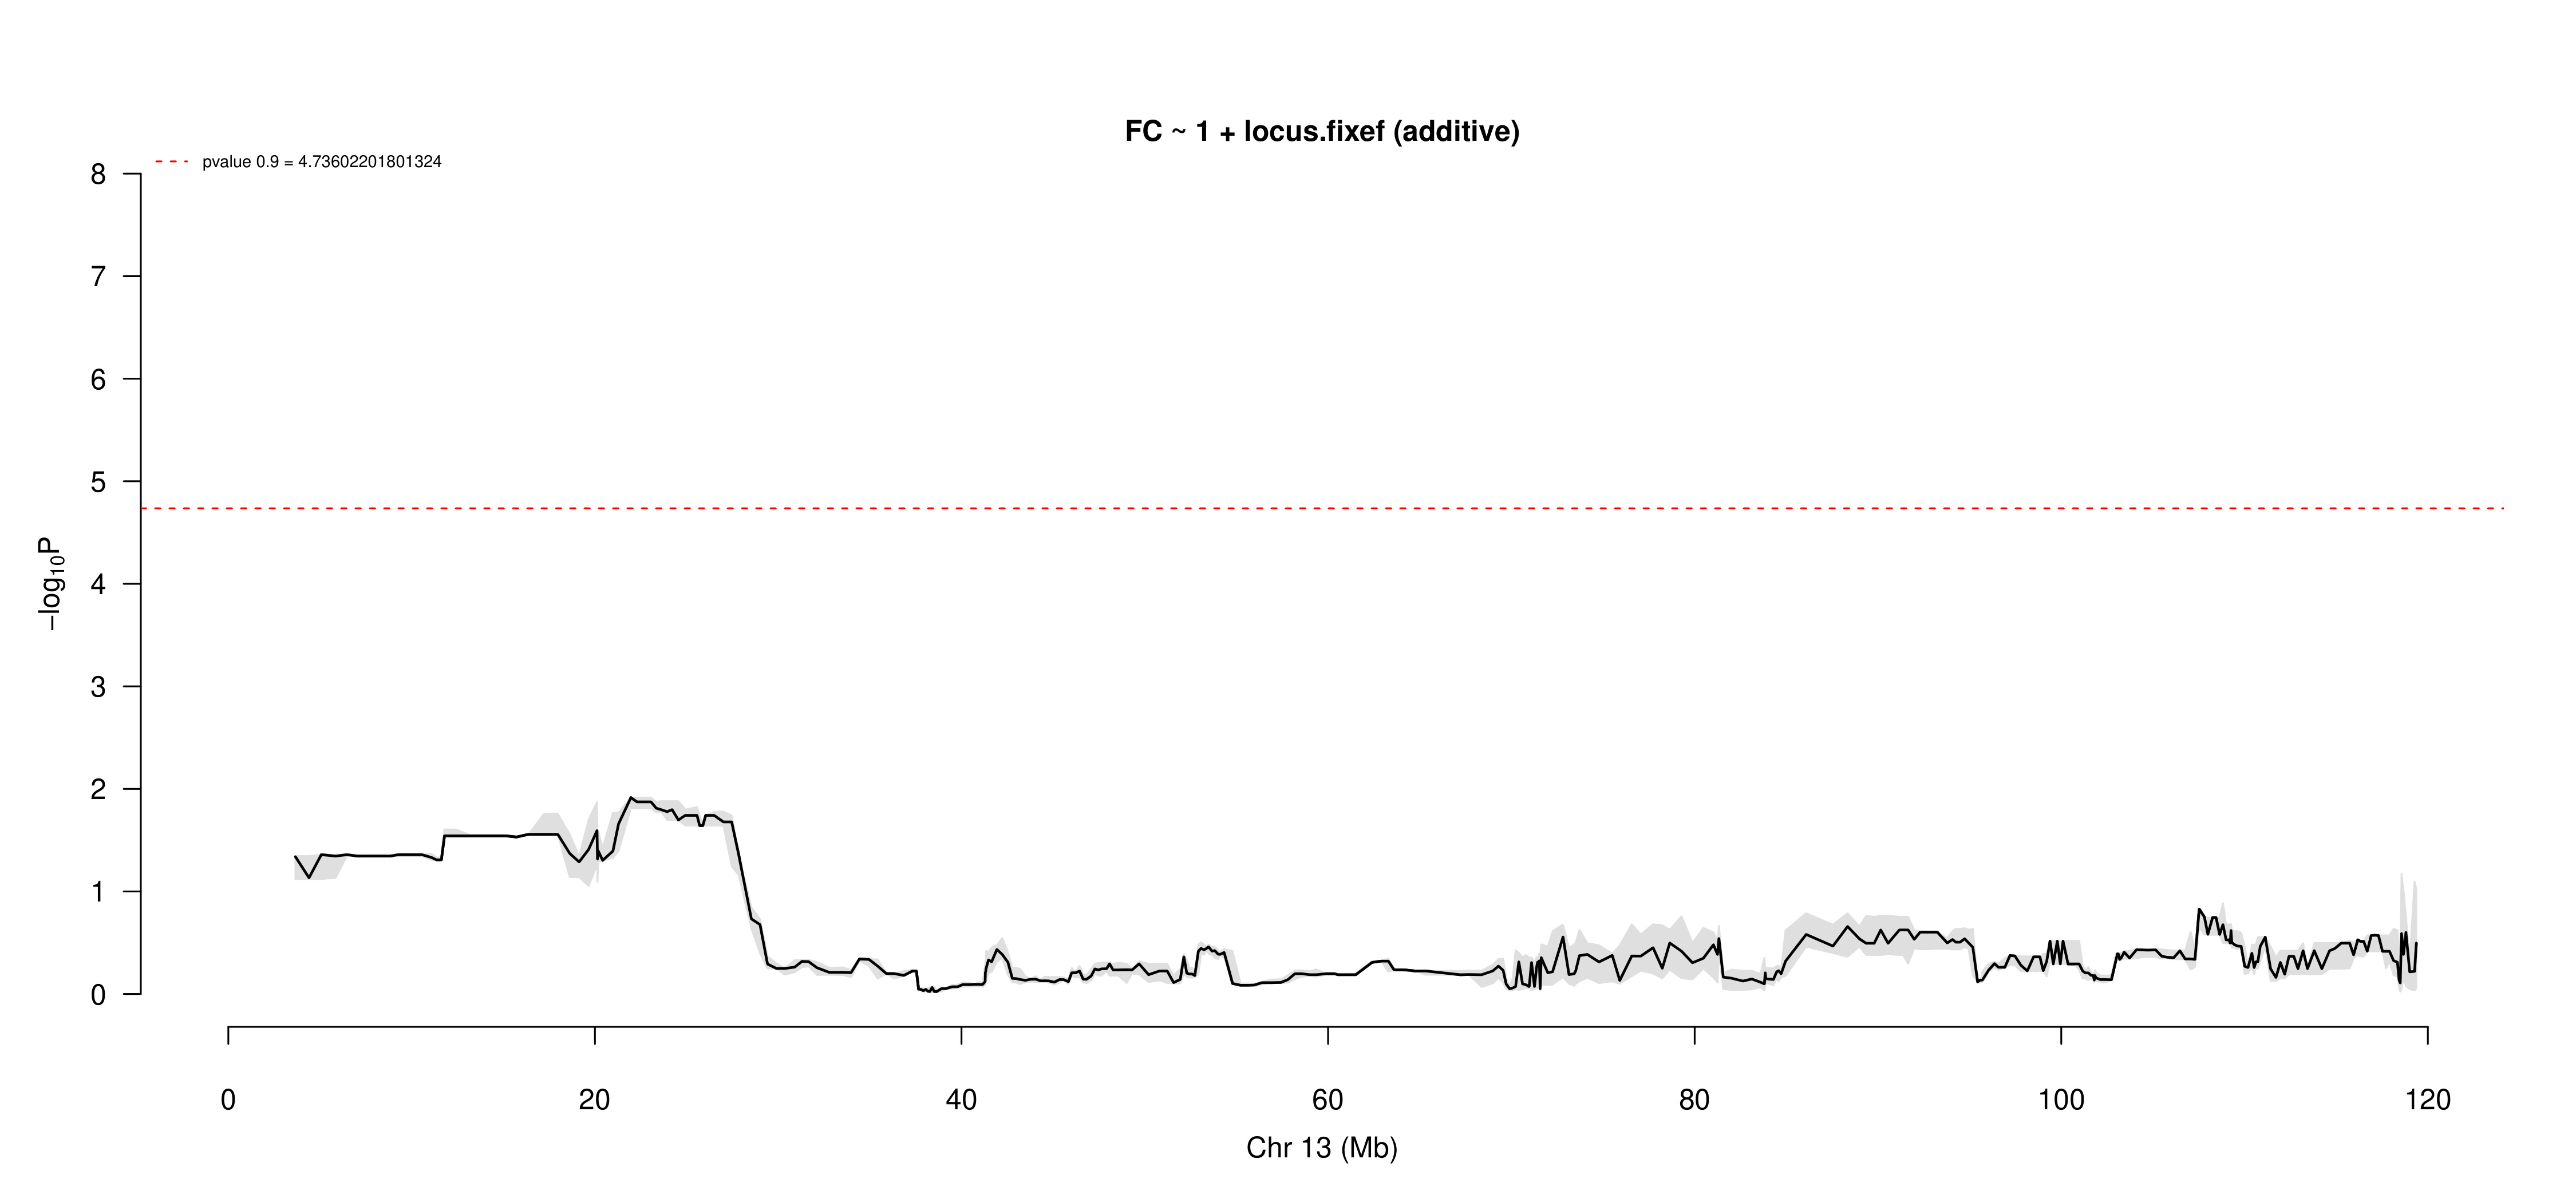 FC ~ 1 + locus.fixef (additive)
pvalue 0.9 = 4.73602201801324
8
7
6
5
4
3
2
1
0
−log10P
0 20 40 60 80 100 120
Chr 13 (Mb)